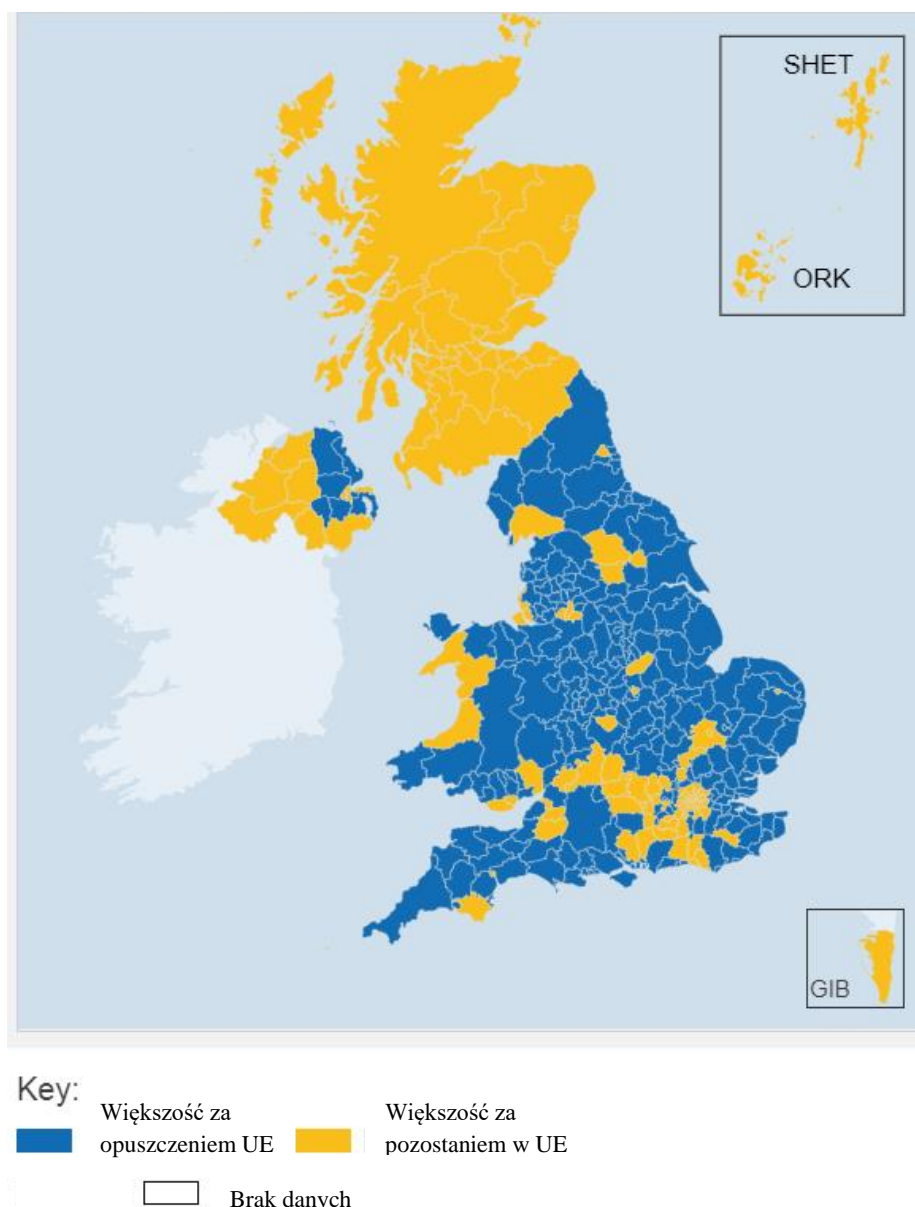 SHET
ORK
GIB
Key:
Większość za
opuszczeniem UE
Większość za
pozostaniem w UE
Brak danych